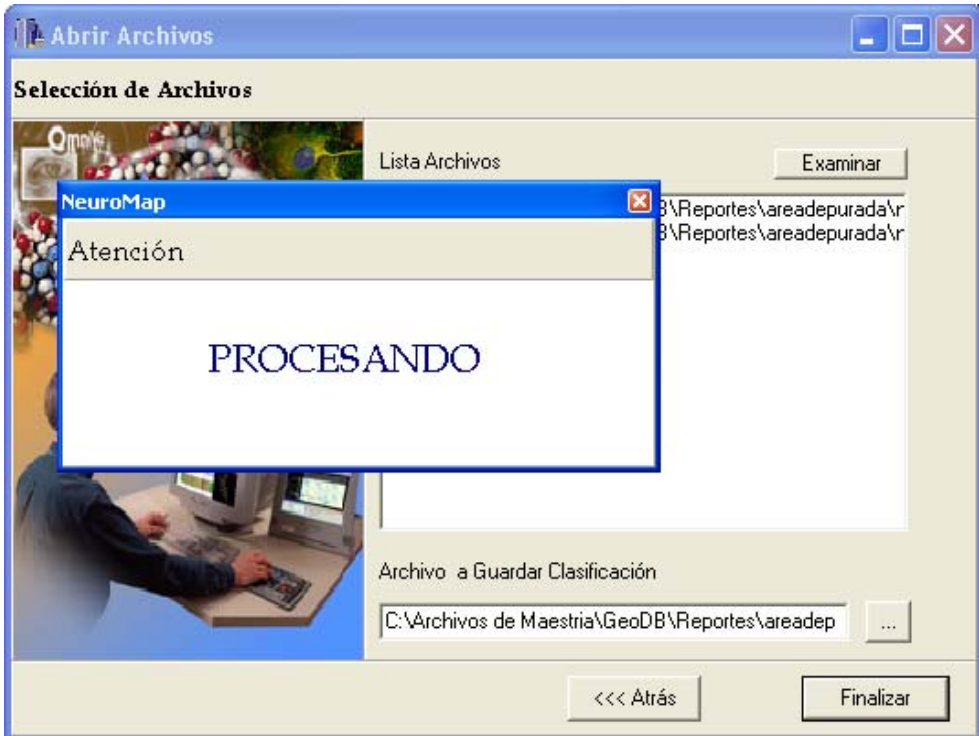 Abrir Archivos
Selección de Archivos
Lista Archivos
Examinar
NeuroMap
Atención
PROCESANDO
\Reportes\areadepurada\r
\Reportes\areadepurada\r
Archivo a Guardar Clasificación
C:\Archivos de Maestria\GeoDB\Reportes\areadep
...
<<< Atrás
Finalizar